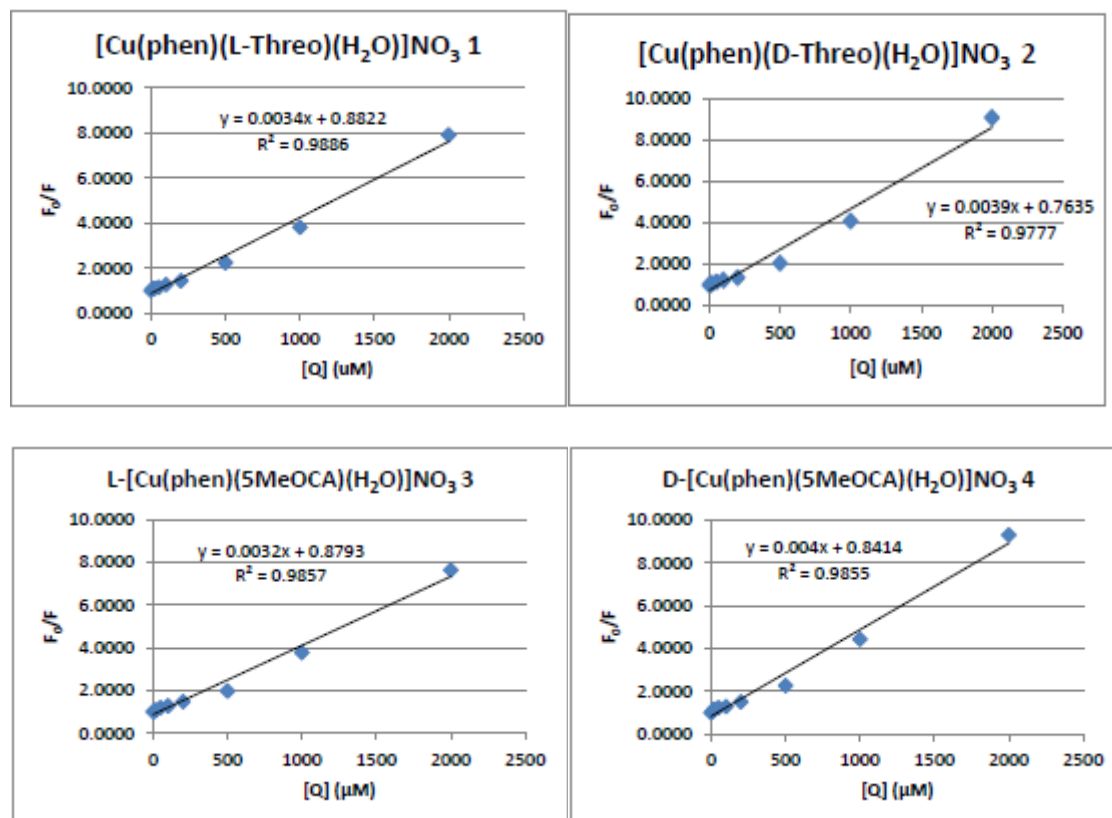 [Cu(phen)(L-Threo)(H₂O)]NO₃ 1
y = 0.0034x + 0.8822
R² = 0.9886
F₀/F
10.0000
8.0000
6.0000
4.0000
2.0000
0.0000
0 500 1000 1500 2000 2500
[Q] (uM)
[Cu(phen)(D-Threo)(H₂O)]NO₃ 2
y = 0.0039x + 0.7635
R² = 0.9777
F₀/F
10.0000
8.0000
6.0000
4.0000
2.0000
0.0000
0 500 1000 1500 2000 2500
[Q] (uM)
L-[Cu(phen)(5MeOCA)(H₂O)]NO₃ 3
y = 0.0032x + 0.8793
R² = 0.9857
F₀/F
10.0000
8.0000
6.0000
4.0000
2.0000
0.0000
0 500 1000 1500 2000 2500
[Q] (μM)
D-[Cu(phen)(5MeOCA)(H₂O)]NO₃ 4
y = 0.004x + 0.8414
R² = 0.9855
F₀/F
10.0000
8.0000
6.0000
4.0000
2.0000
0.0000
0 500 1000 1500 2000 2500
[Q] (μM)